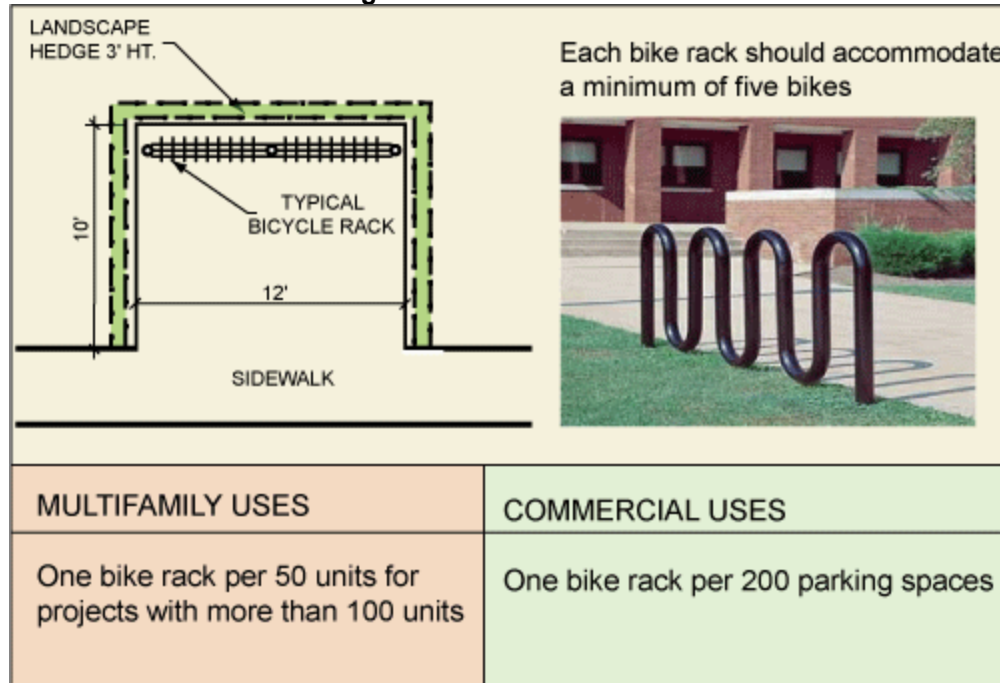 LANDSCAPE
HEDGE 3' HT.
Each bike rack should accommodate
a minimum of five bikes
TYPICAL
BICYCLE RACK
10'
12'
SIDEWALK
MULTIFAMILY USES
COMMERCIAL USES
One bike rack per 50 units for
projects with more than 100 units
One bike rack per 200 parking spaces